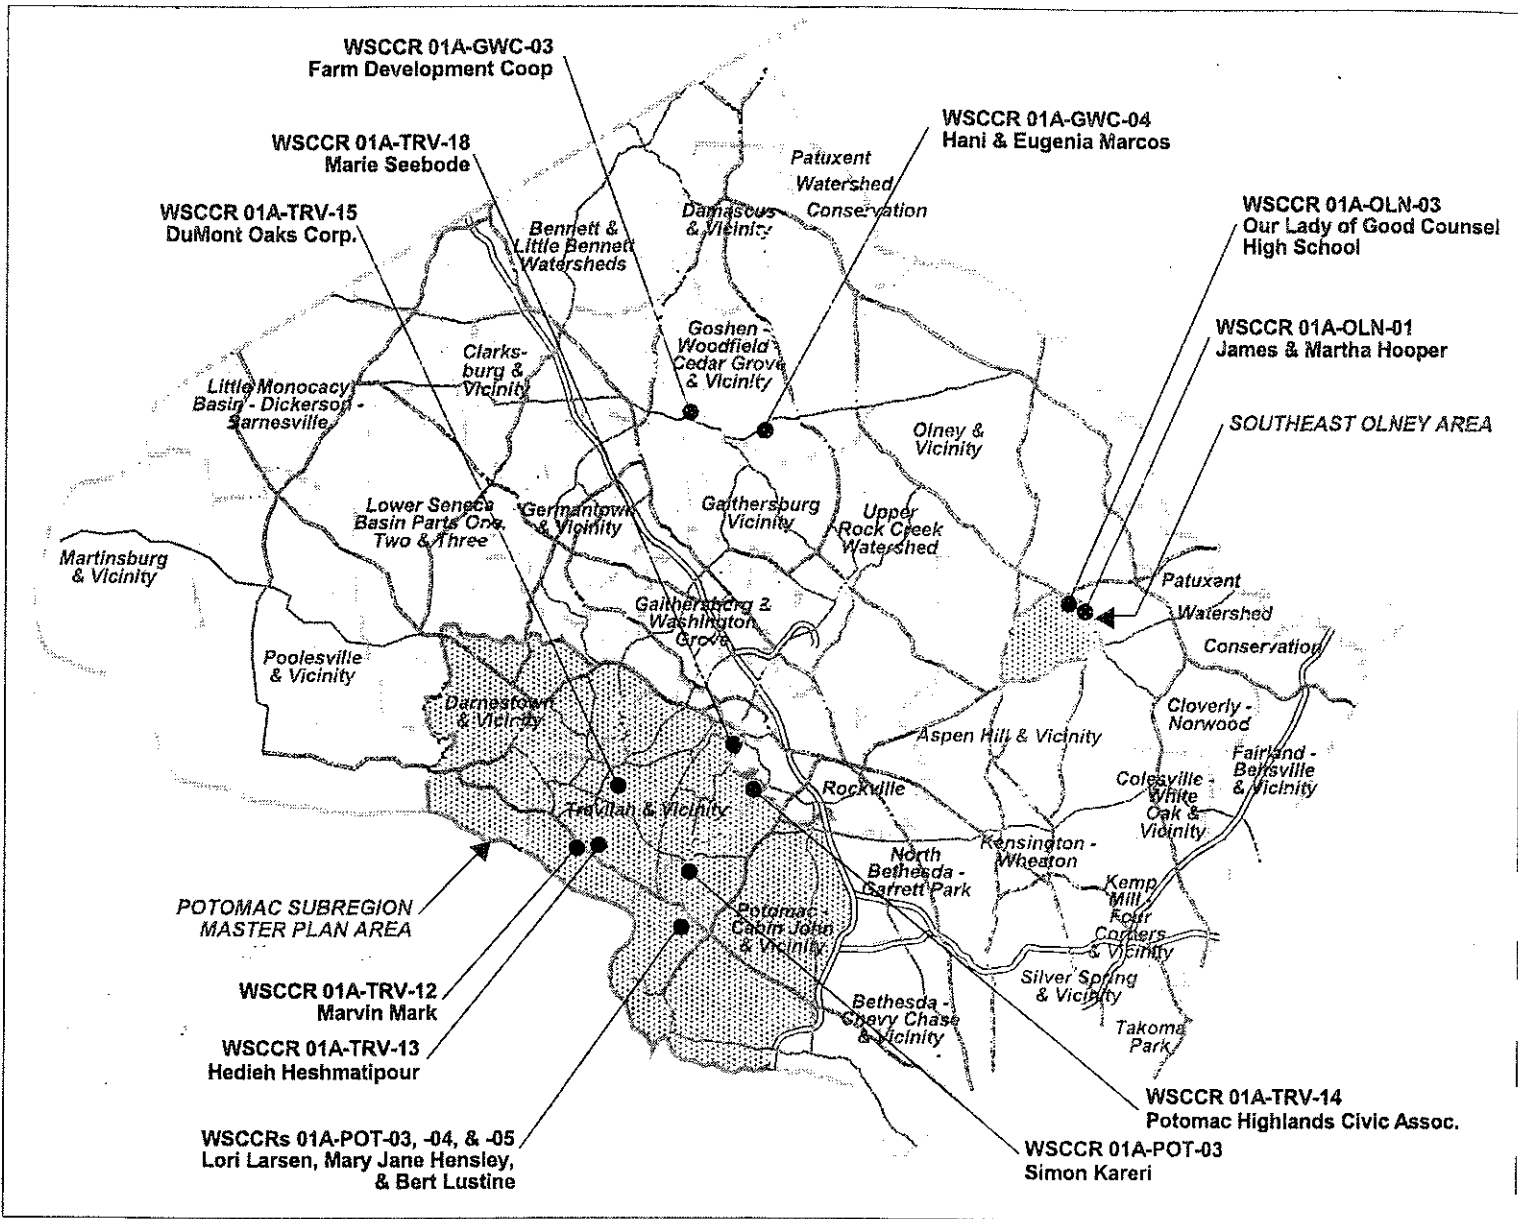 WSCCR 01A-GWC-03
Farm Development Coop
WSCCR 01A-TRV-18
Marie Seebode
WSCCR 01A-TRV-15
DuMont Oaks Corp.
WSCCR 01A-GWC-04
Hani & Eugenia Marcos
WSCCR 01A-OLN-03
Our Lady of Good Counsel
High School
WSCCR 01A-OLN-01
James & Martha Hooper
SOUTHEAST OLNEY AREA
Patuxent
Watershed
Conservation
Damascus
& Vicinity
Bennett &
Little Bennett
Watersheds
Goshen -
Woodfield
Cedar Grove
& Vicinity
Clarks-
burg &
Vicinity
Little Monocacy
Basin - Dickerson -
Barnesville
Olney &
Vicinity
Lower Seneca
Basin Parts One,
Two & Three
Germantown
& Vicinity
Gaithersburg
Vicinity
Upper
Rock Creek
Watershed
Martinsburg
& Vicinity
Gaithersburg &
Washington
Grove
Patuxent
Watershed
Conservation
Poolesville
& Vicinity
Darnestown
& Vicinity
Cloverly -
Norwood
Aspen Hill & Vicinity
Fairland -
Beltsville
& Vicinity
Colesville -
White
Oak &
Vicinity
Travilah & Vicinity
Rockville
Kensington -
Wheaton
North
Bethesda -
Garrett Park
Kemp
Mill -
Four
Corners
& Vicinity
Potomac -
Cabin John
& Vicinity
Silver Spring
& Vicinity
Bethesda -
Chevy Chase
& Vicinity
Takoma
Park
POTOMAC SUBREGION
MASTER PLAN AREA
WSCCR 01A-TRV-12
Marvin Mark
WSCCR 01A-TRV-13
Hedieh Heshmatipour
WSCCRs 01A-POT-03, -04, & -05
Lori Larsen, Mary Jane Hensley,
& Bert Lustine
WSCCR 01A-TRV-14
Potomac Highlands Civic Assoc.
WSCCR 01A-POT-03
Simon Kareri